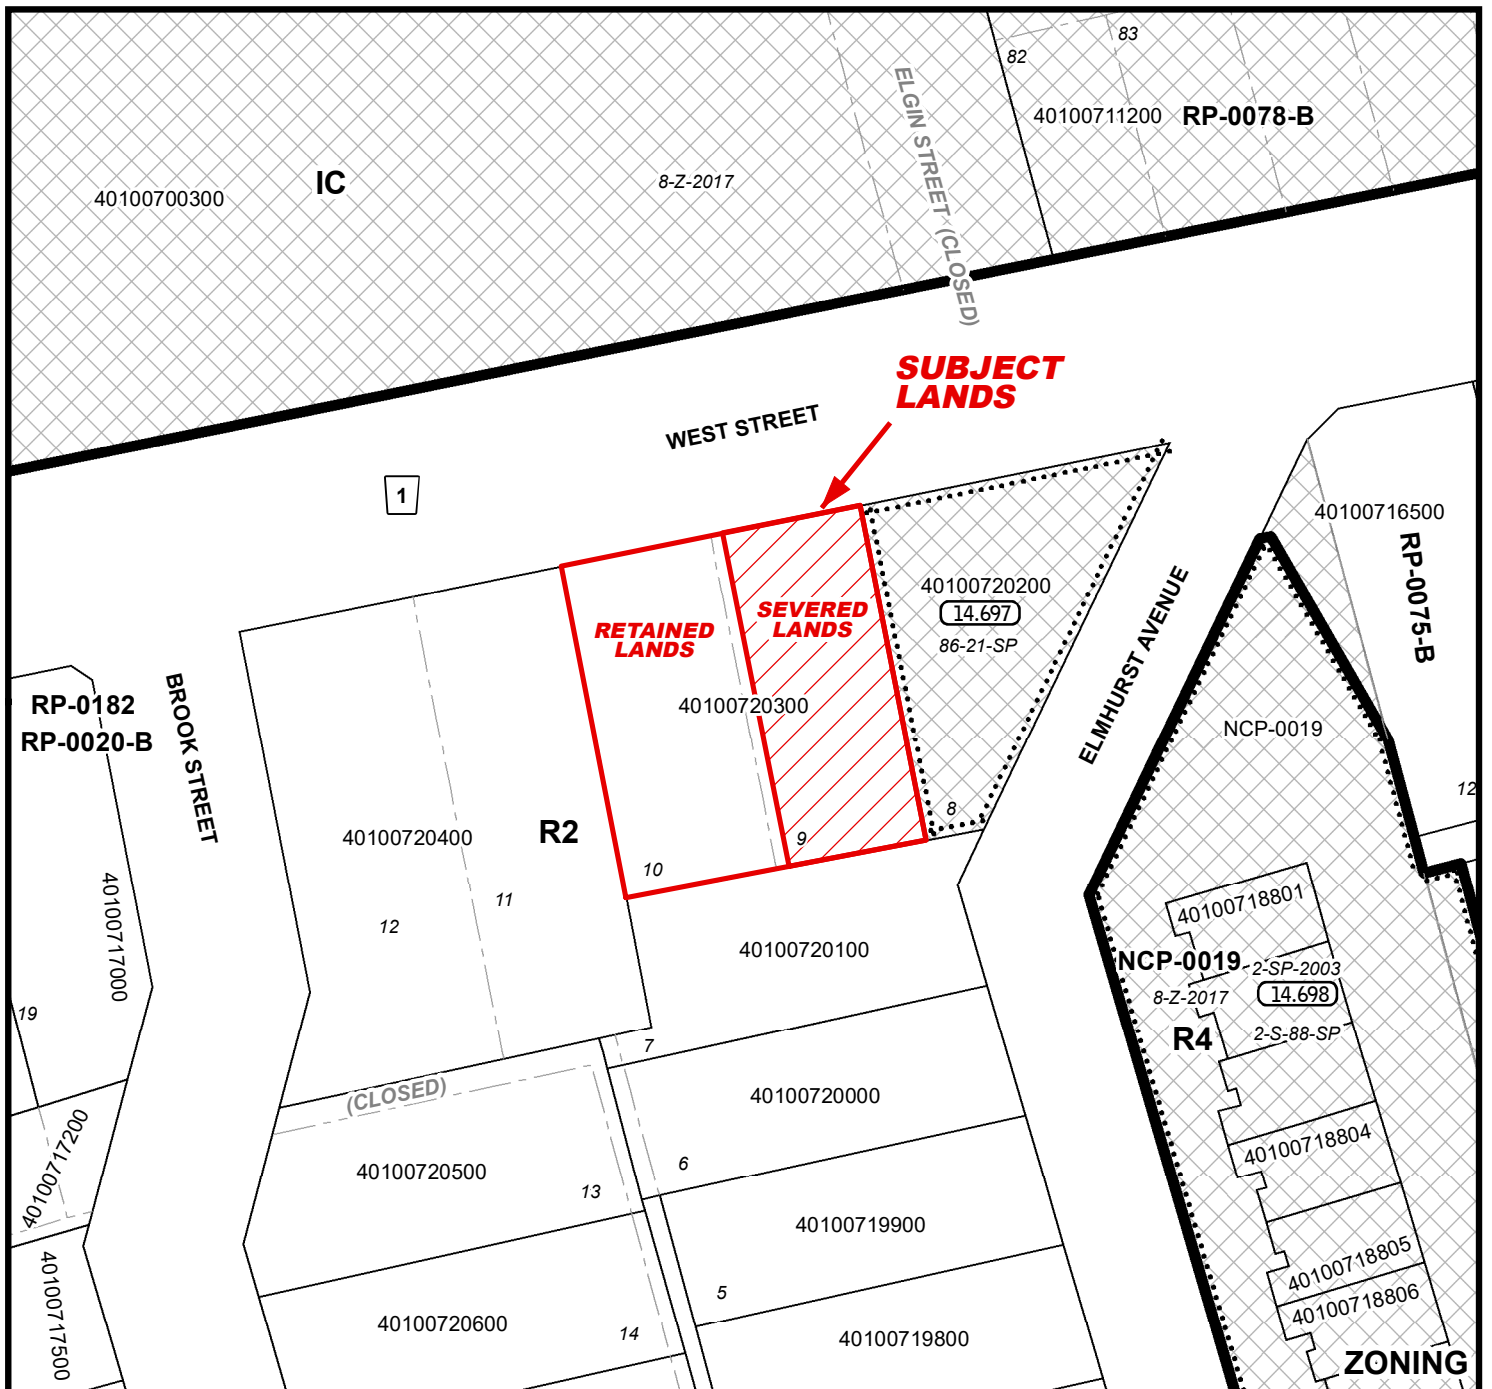 83
82
40100711200 RP-0078-B
ELGIN STREET (CLOSED)
IC
8-Z-2017
40100700300
SUBJECT
LANDS
WEST STREET
1
40100716500
RP-0075-B
40100720200
14.697
86-21-SP
SEVERED
LANDS
RETAINED
LANDS
40100720300
ELMHURST AVENUE
RP-0182
RP-0020-B
BROOK STREET
NCP-0019
12
8
9
10
R2
40100720400
11
12
40100717000
19
40100720100
40100718801
NCP-0019
2-SP-2003
8-Z-2017
14.698
R4
2-S-88-SP
7
(CLOSED)
40100720000
40100717200
40100720500
13
6
40100718804
40100719900
40100717500
5
40100718805
40100718806
40100720600
14
40100719800
ZONING